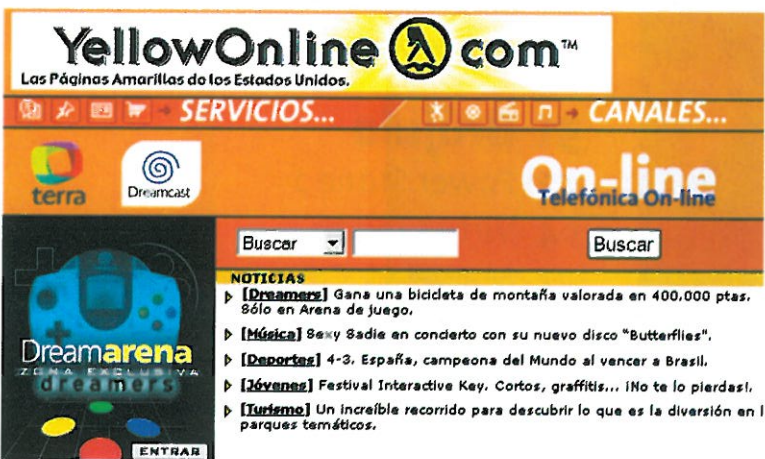 YellowOnline com™
Las Páginas Amarillas de los Estados Unidos.
SERVICIOS... CANALES...
terra Dreamcast On-line
Telefónica On-line
Buscar Buscar
NOTICIAS
[Dreamers] Gana una bicicleta de montaña valorada en 400.000 ptas.
Sólo en Arena de juego.
[Música] Sexy Sadie en concierto con su nuevo disco "Butterflies".
[Deportes] 4-3. España, campeona del Mundo al vencer a Brasil.
[Jóvenes] Festival Interactive Key. Cortos, graffitis... ¡No te lo pierdas!.
[Turismo] Un increíble recorrido para descubrir lo que es la diversión en l
parques temáticos.
Dreamarena
ZONA EXCLUSIVA
dreamers
ENTRAR